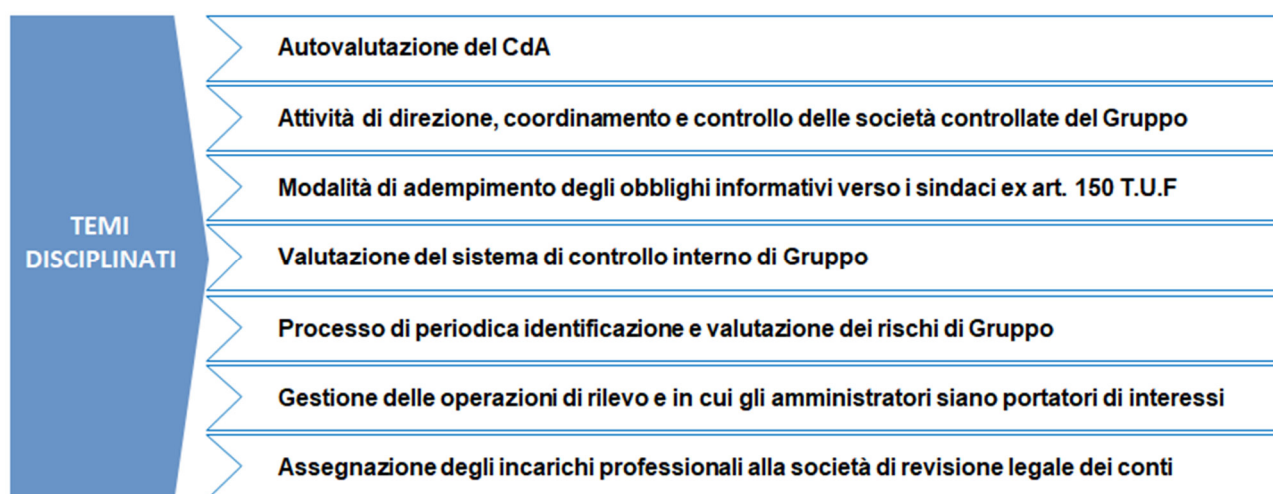 TEMI
DISCIPLINATI
Autovalutazione del CdA
Attività di direzione, coordinamento e controllo delle società controllate del Gruppo
Modalità di adempimento degli obblighi informativi verso i sindaci ex art. 150 T.U.F
Valutazione del sistema di controllo interno di Gruppo
Processo di periodica identificazione e valutazione dei rischi di Gruppo
Gestione delle operazioni di rilievo e in cui gli amministratori siano portatori di interessi
Assegnazione degli incarichi professionali alla società di revisione legale dei conti